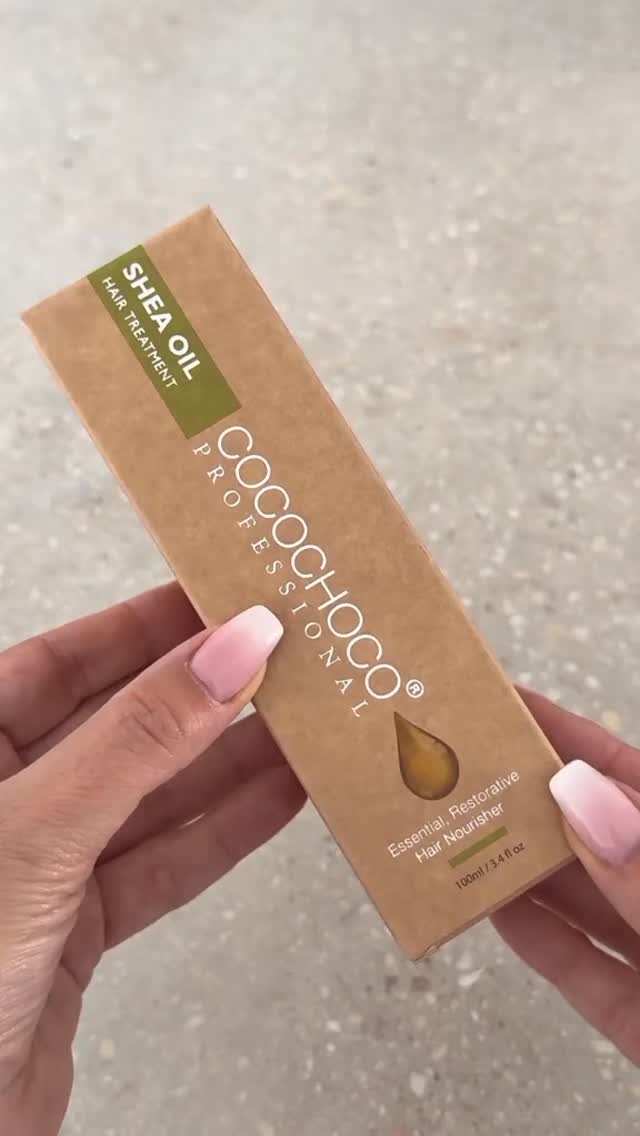 SHEA OIL
HAIR TREATMENT
COCOCHOCO®
PROFESSIONAL
Essential, Restorative
Hair Nourisher
100ml / 3.4 fl oz